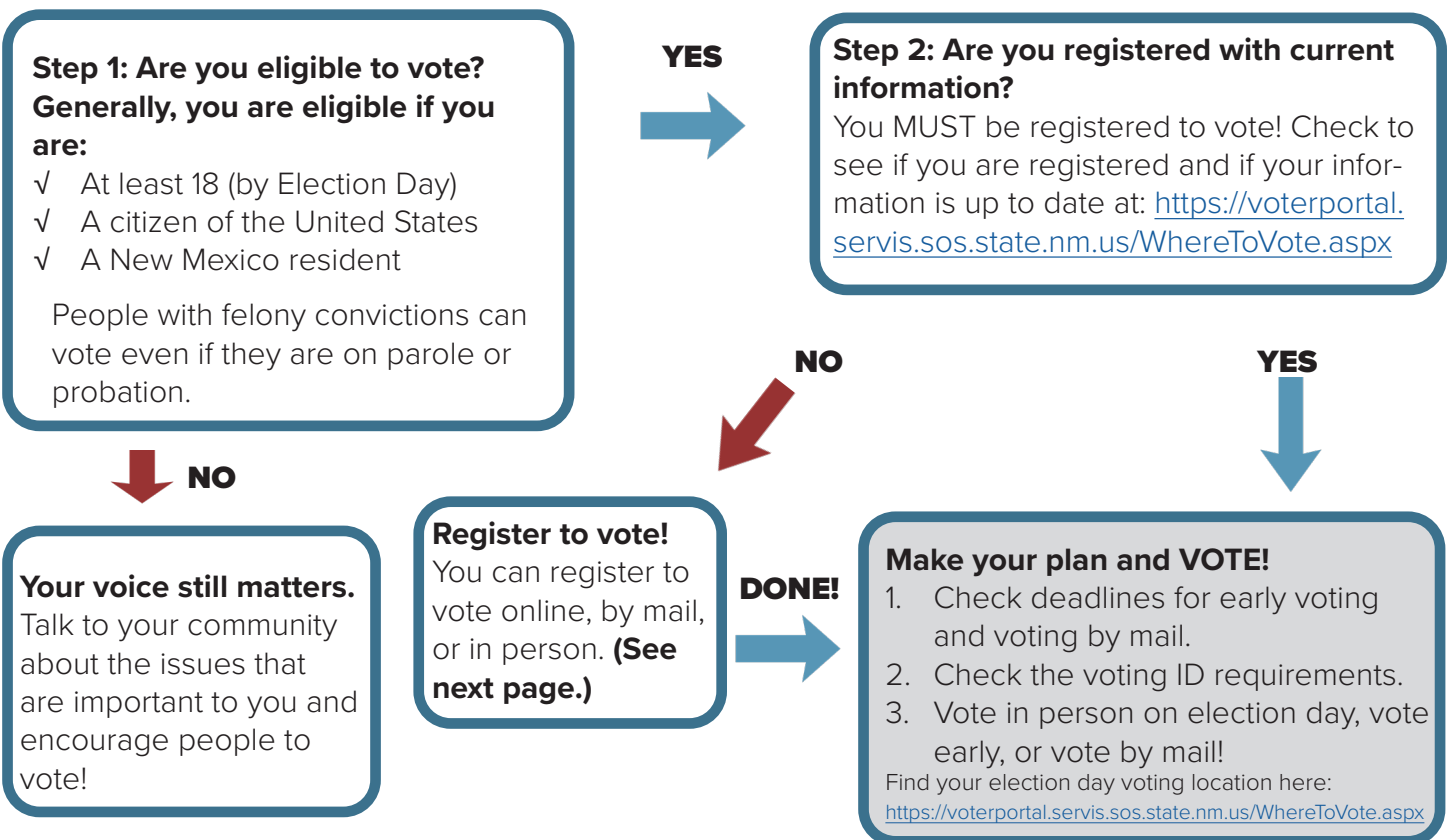 Step 1: Are you eligible to vote?
Generally, you are eligible if you
are:
√ At least 18 (by Election Day)
√ A citizen of the United States
√ A New Mexico resident
People with felony convictions can
vote even if they are on parole or
probation.
YES
Step 2: Are you registered with current
information?
You MUST be registered to vote! Check to
see if you are registered and if your infor-
mation is up to date at: https://voterportal.
servis.sos.state.nm.us/WhereToVote.aspx
NO
YES
NO
Your voice still matters.
Talk to your community
about the issues that
are important to you and
encourage people to
vote!
Register to vote!
You can register to
vote online, by mail,
or in person. (See
next page.)
DONE!
Make your plan and VOTE!
1. Check deadlines for early voting
and voting by mail.
2. Check the voting ID requirements.
3. Vote in person on election day, vote
early, or vote by mail!
Find your election day voting location here:
https://voterportal.servis.sos.state.nm.us/WhereToVote.aspx